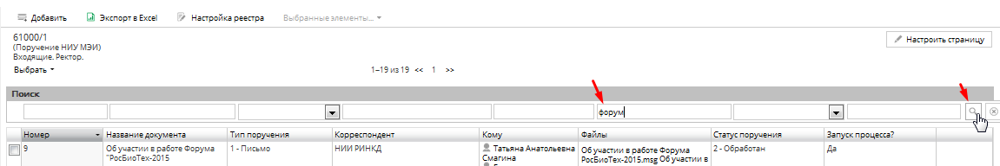 Добавить Экспорт в Excel Настройка реестра Выбранные элементы...
61000/1
(Поручение НИУ МЭИ)
Входящие. Ректор.
Настроить страницу
Выбрать 1–19 из 19 << 1 >>
Поиск
форум
Номер Название документа Тип поручения Корреспондент Кому Файлы Статус поручения Запуск процесса?
9 Об участии в работе Форума 1 - Письмо НИИ РИНКД Татьяна Анатольевна Об участии в работе Форума 2 - Обработан Да
"РосБиоТех-2015 Смагина РосБиоТех-2015.msg Об участии в